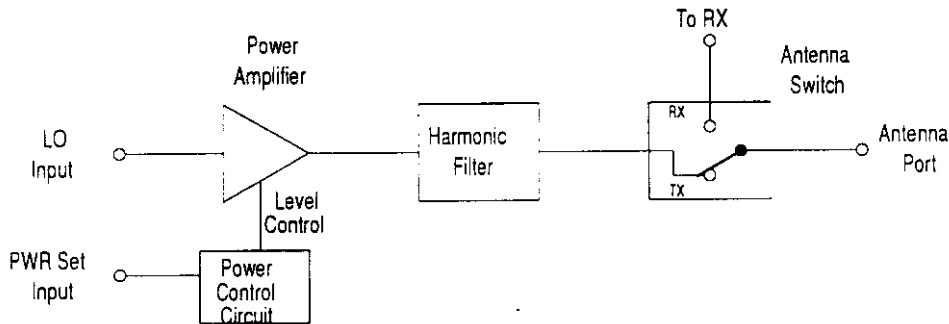 To RX
Power
Amplifier
Antenna
Switch
RX
LO
Input
Harmonic
Filter
Antenna
Port
TX
Level
Control
PWR Set
Input
Power
Control
Circuit